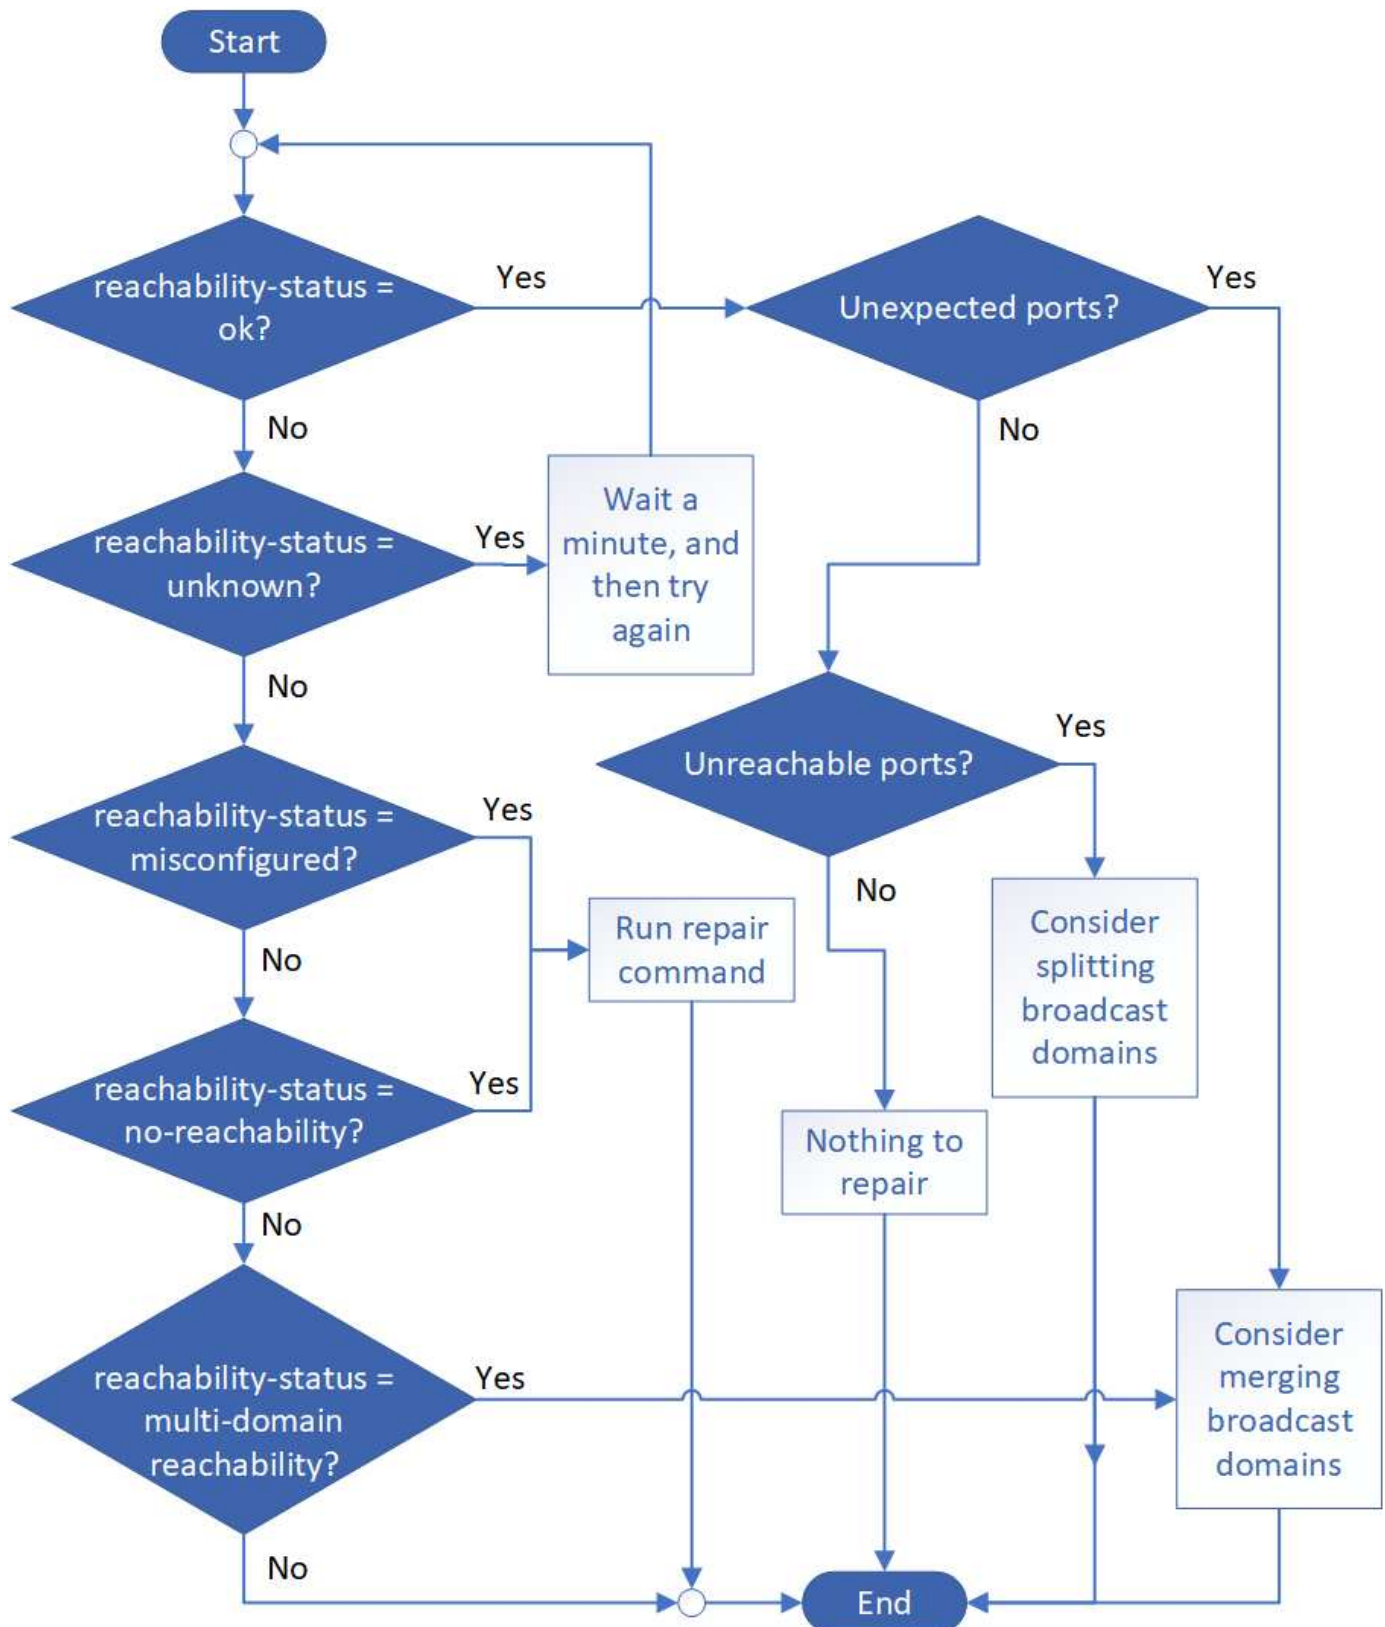 Start
reachability-status =
ok?
Yes
Unexpected ports?
Yes
No
No
reachability-status =
unknown?
Yes
Wait a
minute, and
then try
again
No
Unreachable ports?
Yes
reachability-status =
misconfigured?
Yes
No
Run repair
command
Consider
splitting
broadcast
domains
No
reachability-status =
no-reachability?
Yes
Nothing to
repair
No
reachability-status =
multi-domain
reachability?
Yes
Consider
merging
broadcast
domains
No
End